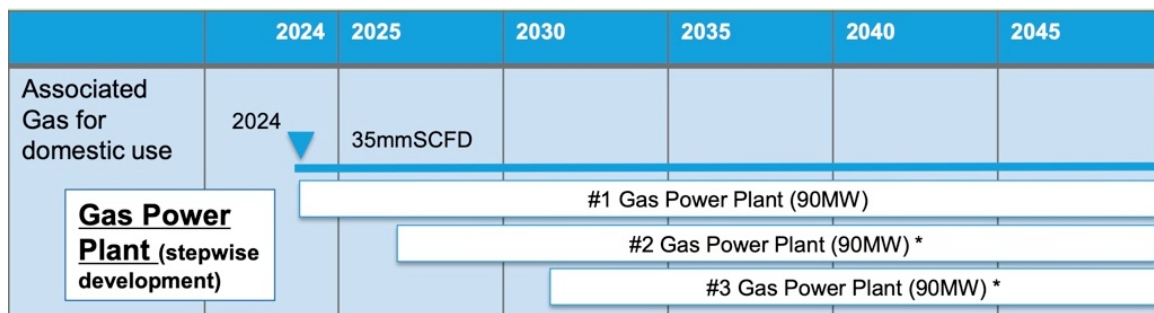 2024 2025 2030 2035 2040 2045
Associated
Gas for
domestic use
2024
35mmSCFD
Gas Power
Plant (stepwise
development)
#1 Gas Power Plant (90MW)
#2 Gas Power Plant (90MW) *
#3 Gas Power Plant (90MW) *